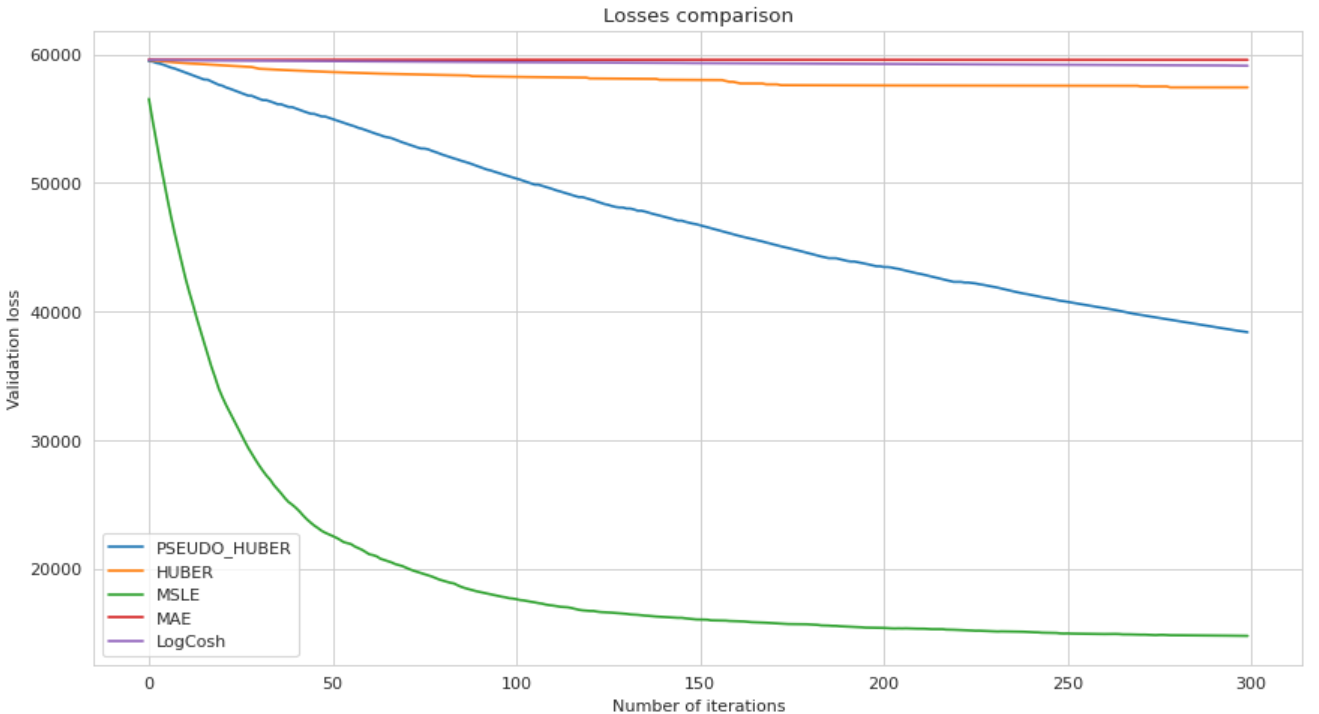 Losses comparison
Validation loss
60000
50000
40000
30000
20000
PSEUDO_HUBER
HUBER
MSLE
MAE
LogCosh
0 50 100 150 200 250 300
Number of iterations